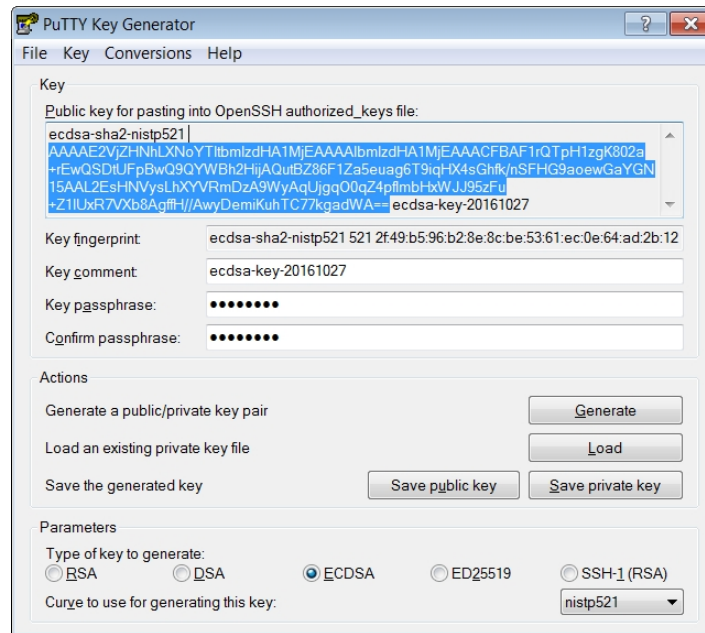 PuTTY Key Generator
File Key Conversions Help
Key
Public key for pasting into OpenSSH authorized_keys file:
ecdsa-sha2-nistp521
AAAAE2VjZHNhLXNoYTItbmlzdHA1MjEAAAAIbmlzdHA1MjEAAACFBAF1rQTpH1zgK802a
+rEwQSDtUFpBwQ9QYWBh2HijAQutBZ86F1Za5euag6T9iqHX4sGhfk/nSFHG9aoewGaYGN
15AAL2EsHNVysLhXYVRmDzA9WyAqUjgqO0qZ4pflmbHxWJJ95zFu
+Z1IUxR7VXb8AgffH//AwyDemiKuhTC77kgadWA== ecdsa-key-20161027
Key fingerprint: ecdsa-sha2-nistp521 521 2f:49:b5:96:b2:8e:8c:be:53:61:ec:0e:64:ad:2b:12
Key comment: ecdsa-key-20161027
Key passphrase: ●●●●●●●●
Confirm passphrase: ●●●●●●●●
Actions
Generate a public/private key pair Generate
Load an existing private key file Load
Save the generated key Save public key Save private key
Parameters
Type of key to generate:
RSA DSA ECDSA ED25519 SSH-1 (RSA)
Curve to use for generating this key: nistp521